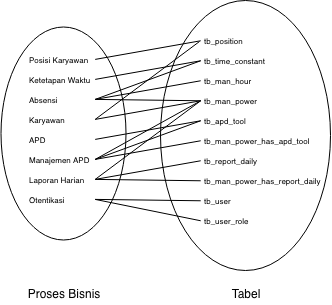 Posisi Karyawan
Ketetapan Waktu
Absensi
Karyawan
APD
Manajemen APD
Laporan Harian
Otentikasi
tb_position
tb_time_constant
tb_man_hour
tb_man_power
tb_apd_tool
tb_man_power_has_apd_tool
tb_report_daily
tb_man_power_has_report_daily
tb_user
tb_user_role
Proses Bisnis
Tabel